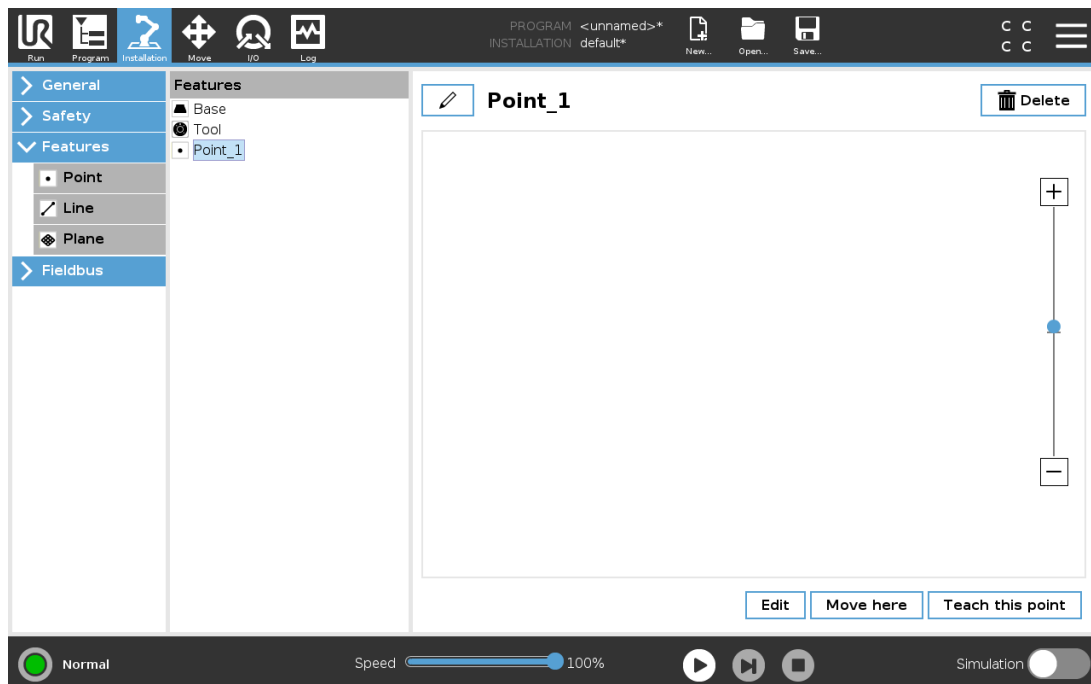 PROGRAM <unnamed>*
INSTALLATION default*
C C
C C
Run Program Installation Move I/O Log New... Open... Save...
General
Safety
Features
Point
Line
Plane
Fieldbus
Features
Base
Tool
Point_1
Point_1
Delete
Edit Move here Teach this point
Normal
Speed 100%
Simulation